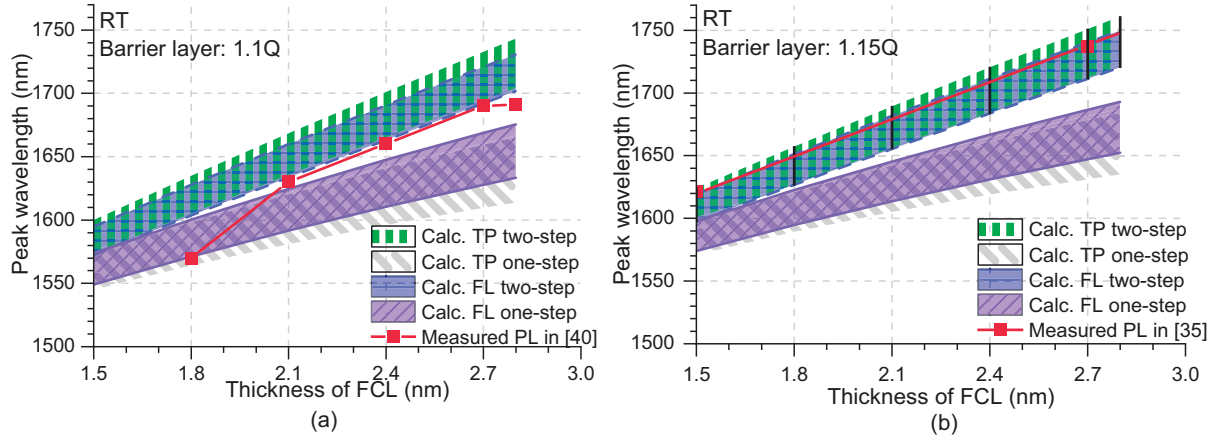 RT
Barrier layer: 1.1Q
Peak wavelength (nm)
1750
1700
1650
1600
1550
1500
Calc. TP two-step
Calc. TP one-step
Calc. FL two-step
Calc. FL one-step
Measured PL in [40]
1.5 1.8 2.1 2.4 2.7 3.0
Thickness of FCL (nm)
(a)
RT
Barrier layer: 1.15Q
Peak wavelength (nm)
1750
1700
1650
1600
1550
1500
Calc. TP two-step
Calc. TP one-step
Calc. FL two-step
Calc. FL one-step
Measured PL in [35]
1.5 1.8 2.1 2.4 2.7 3.0
Thickness of FCL (nm)
(b)